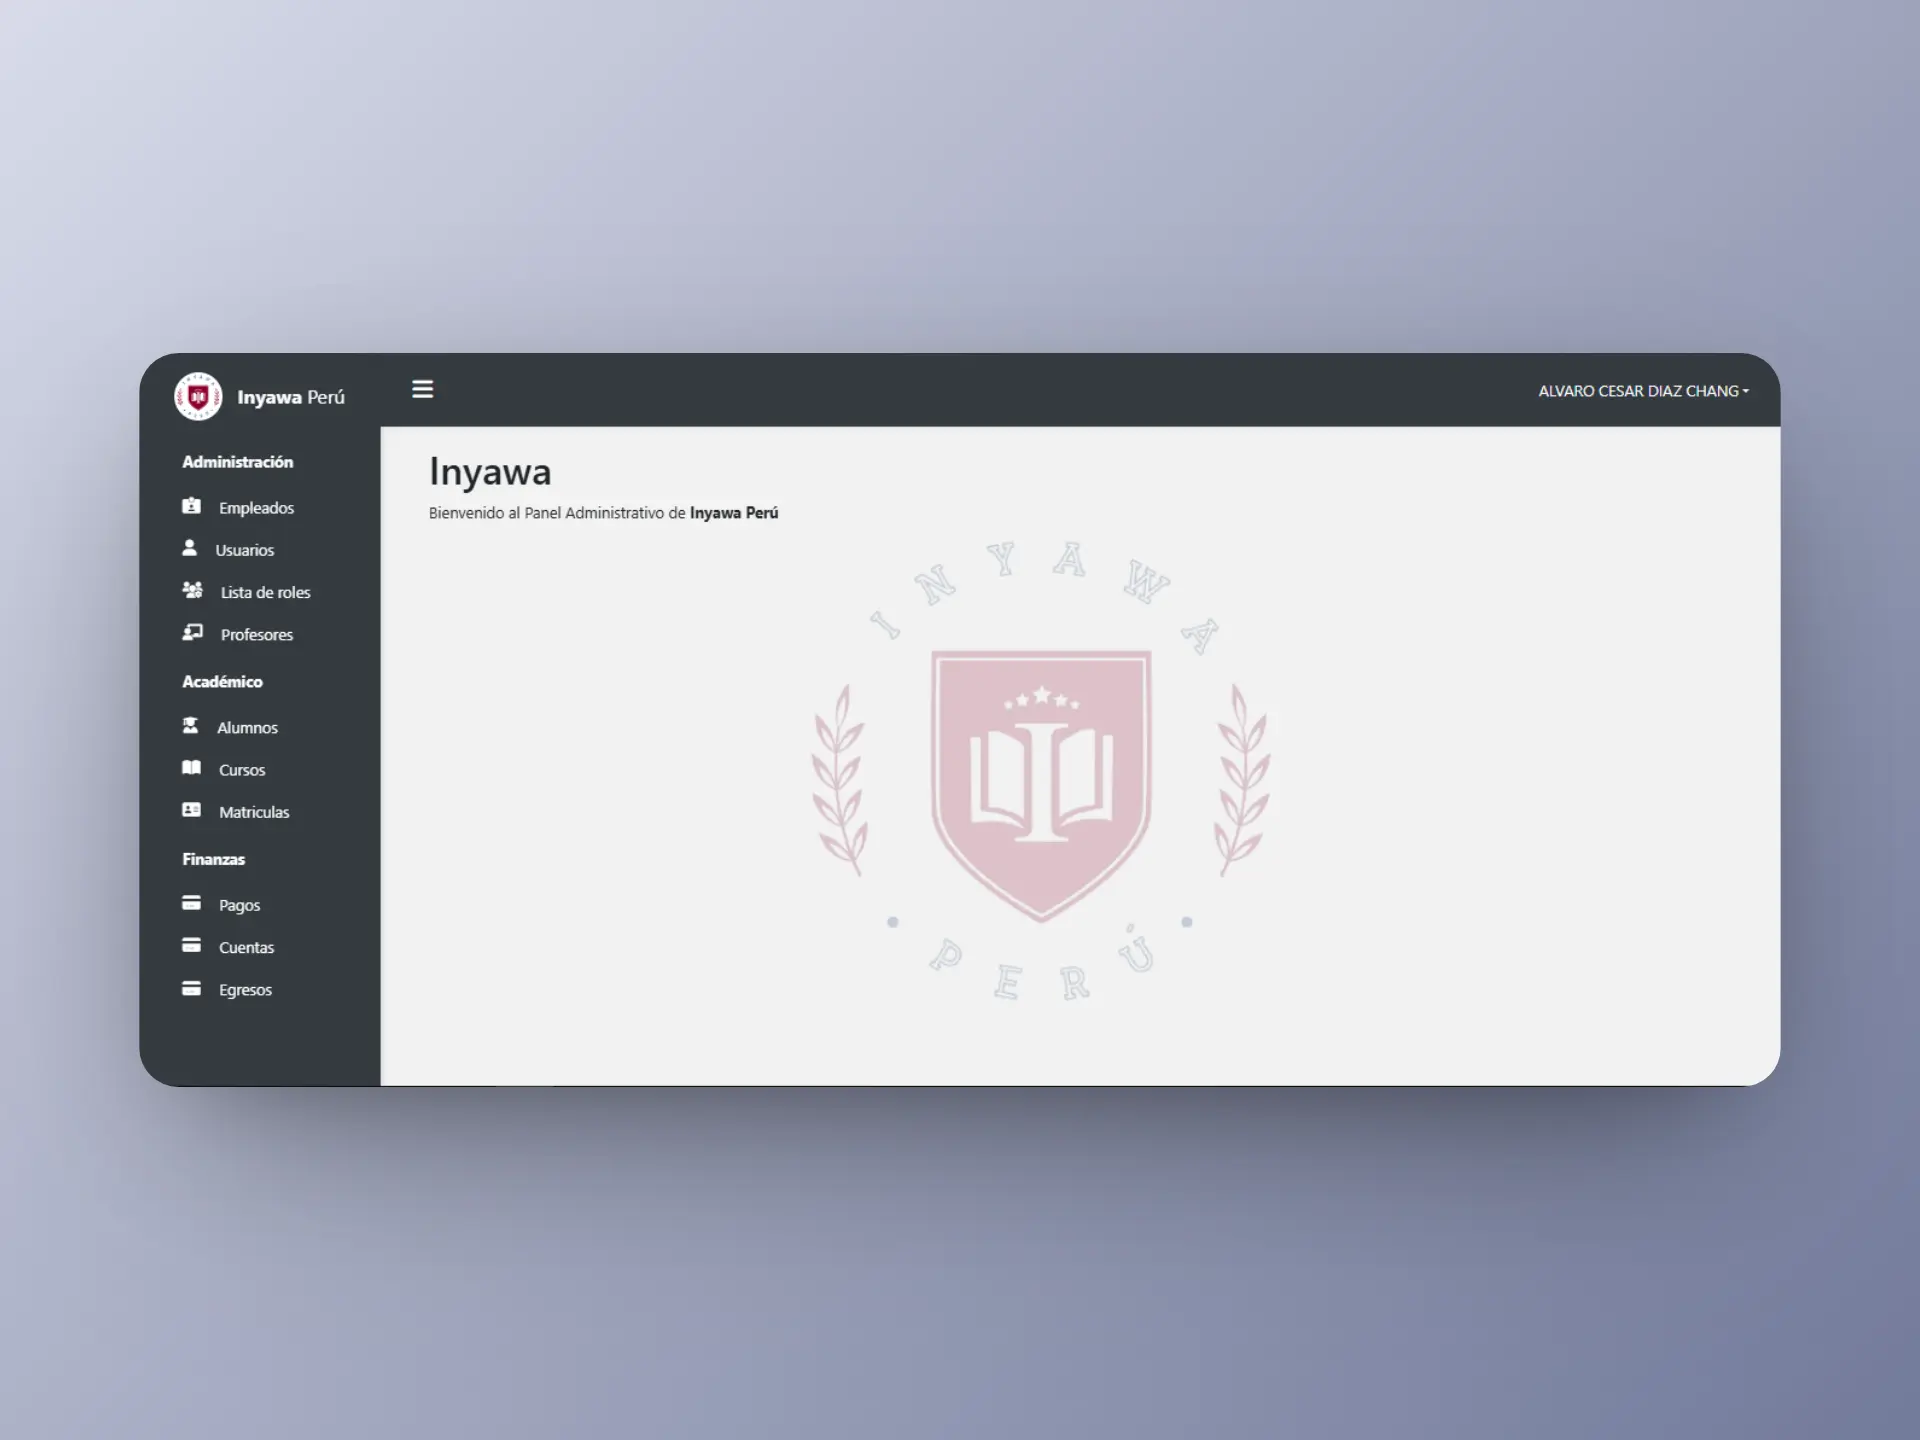 Inyawa Perú
ALVARO CESAR DIAZ CHANG
Administración
Empleados
Usuarios
Lista de roles
Profesores
Académico
Alumnos
Cursos
Matriculas
Finanzas
Pagos
Cuentas
Egresos
Inyawa
Bienvenido al Panel Administrativo de Inyawa Perú
INYAWA
PERÚ